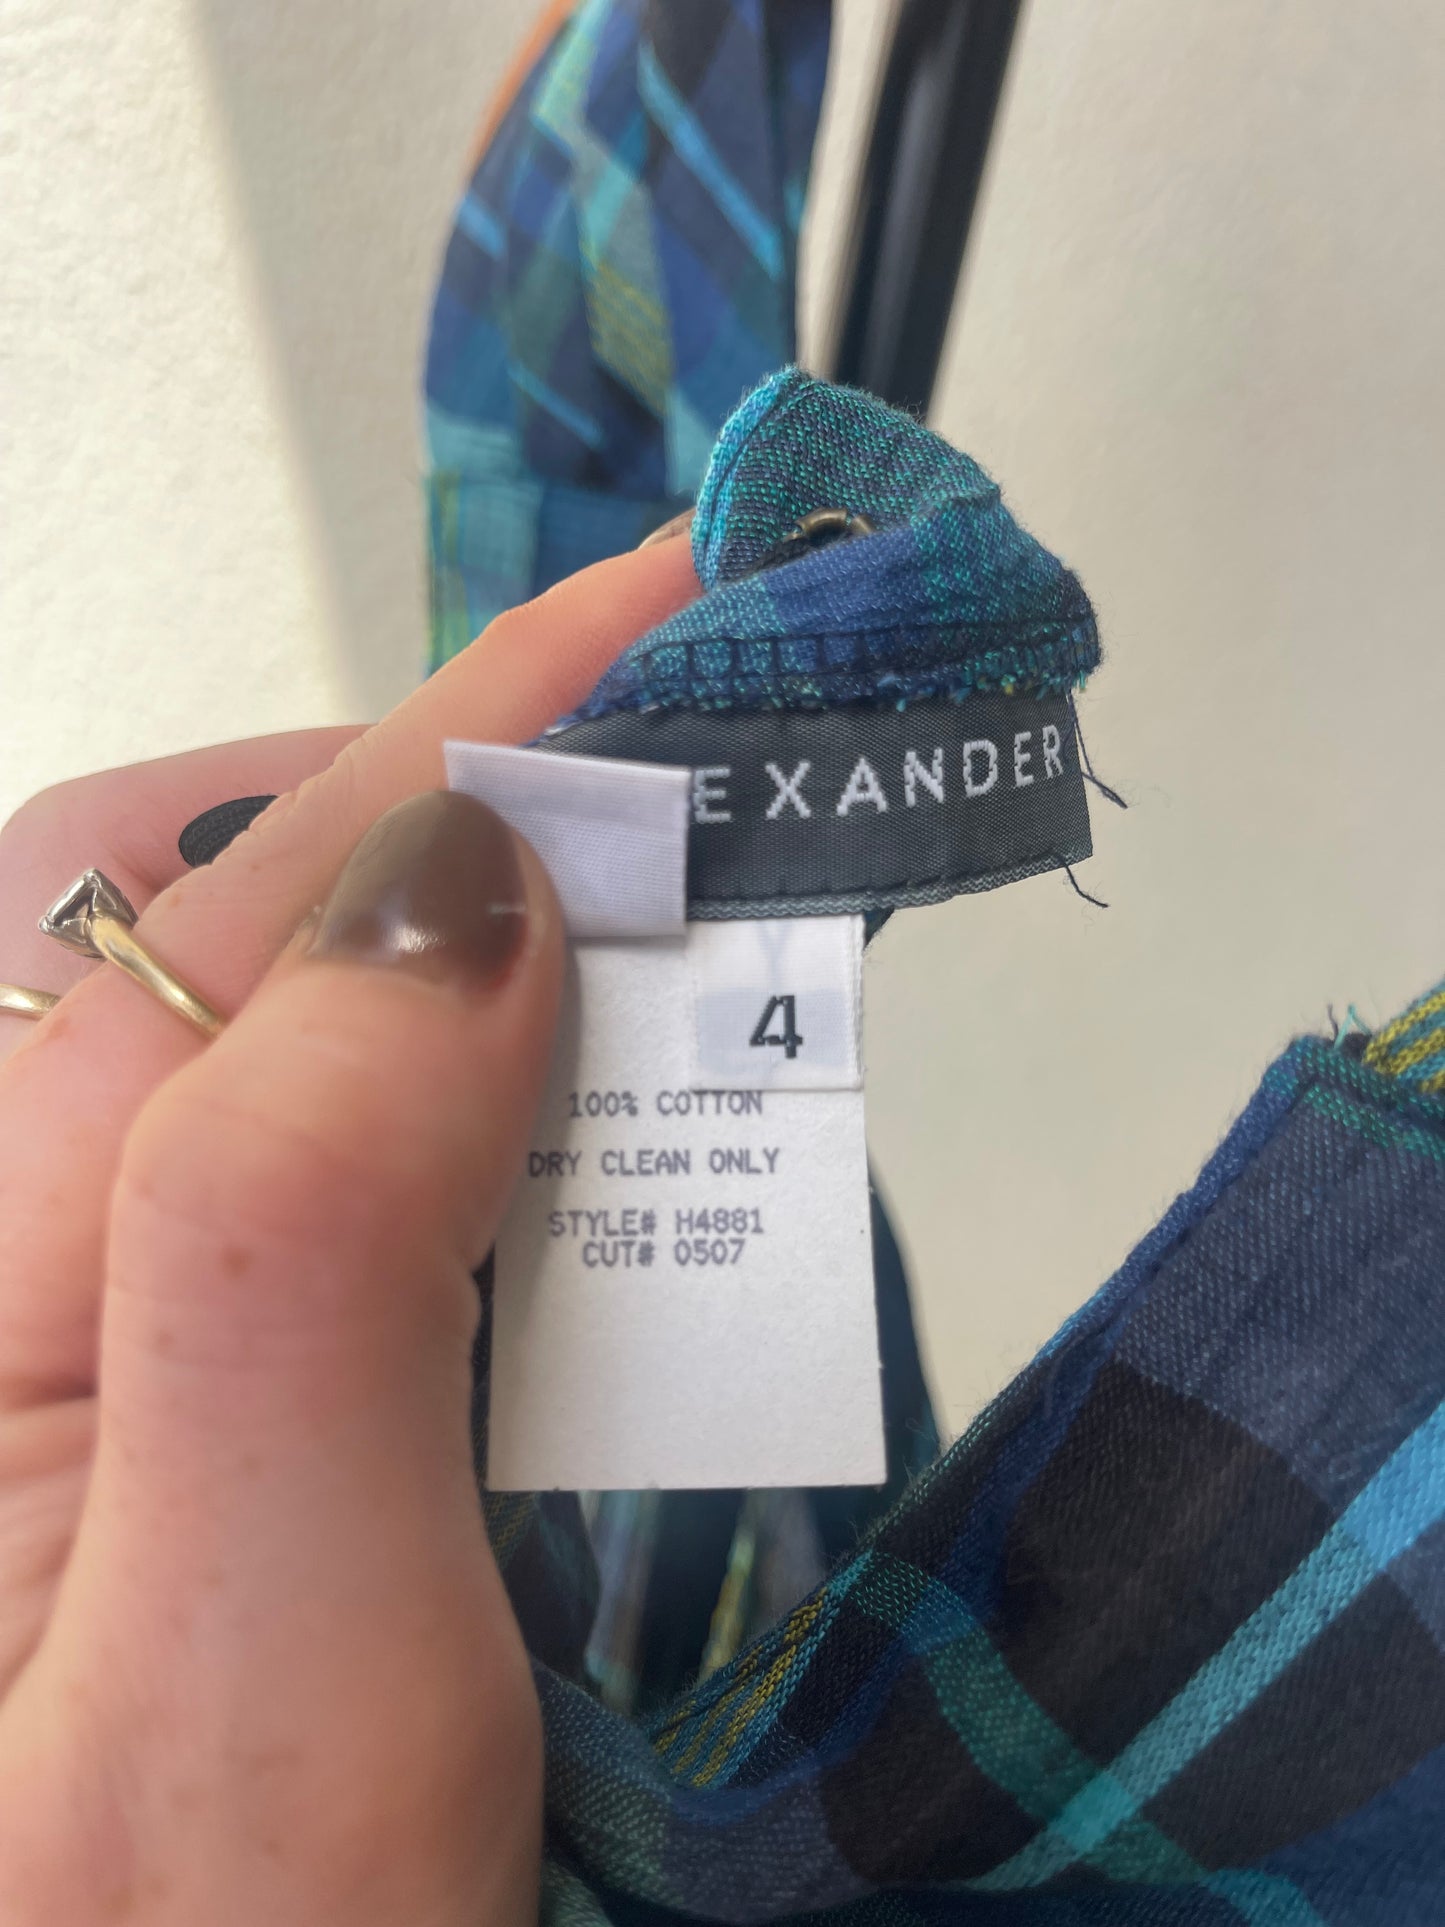 EXANDER
4
100% COTTON
DRY CLEAN ONLY
STYLE# H4881
CUT# 0507